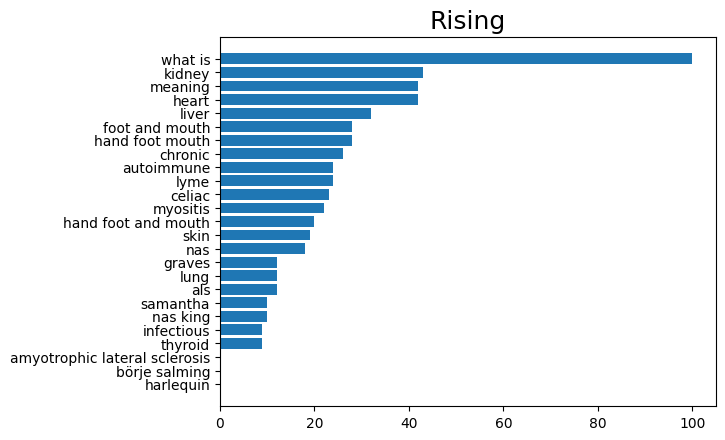 Rising
what is
kidney
meaning
heart
liver
foot and mouth
hand foot mouth
chronic
autoimmune
lyme
celiac
myositis
hand foot and mouth
skin
nas
graves
lung
als
samantha
nas king
infectious
thyroid
amyotrophic lateral sclerosis
börje salming
harlequin
0 20 40 60 80 100